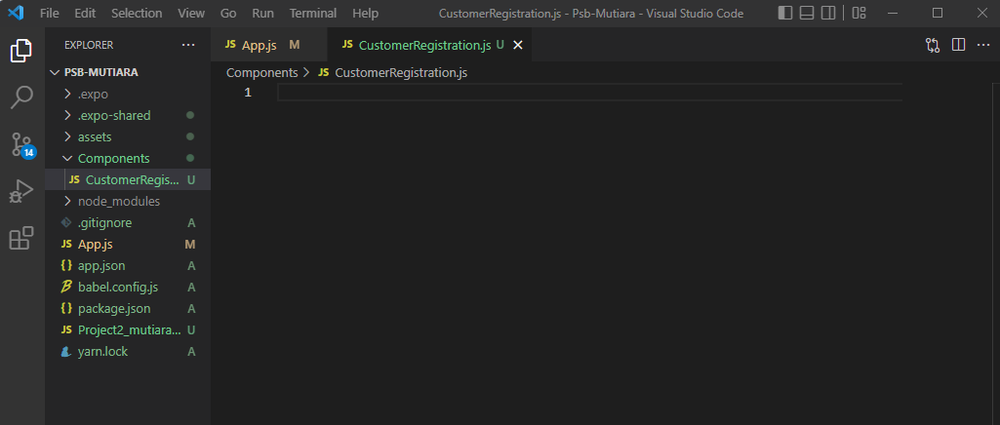 File Edit Selection View Go Run Terminal Help CustomerRegistration.js - Psb-Mutiara - Visual Studio Code
EXPLORER ···
JS App.js M JS CustomerRegistration.js U
PSB-MUTIARA
Components > JS CustomerRegistration.js
.expo
1
.expo-shared
assets
14
Components
JS CustomerRegis... U
node_modules
.gitignore A
JS App.js M
{} app.json A
babel.config.js A
{} package.json A
JS Project2_mutiara... U
yarn.lock A